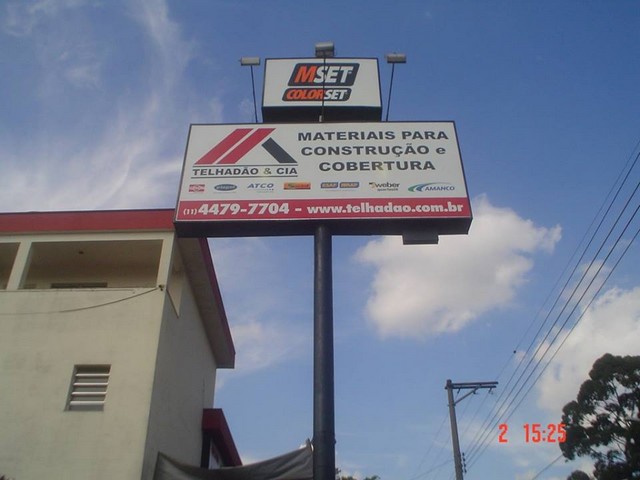 MSET
COLORSET
MATERIAIS PARA
CONSTRUÇÃO e
COBERTURA
TELHADÃO & CIA
ATCO
weber
AMANCO
(11) 4479-7704 - www.telhadao.com.br
2 15:25